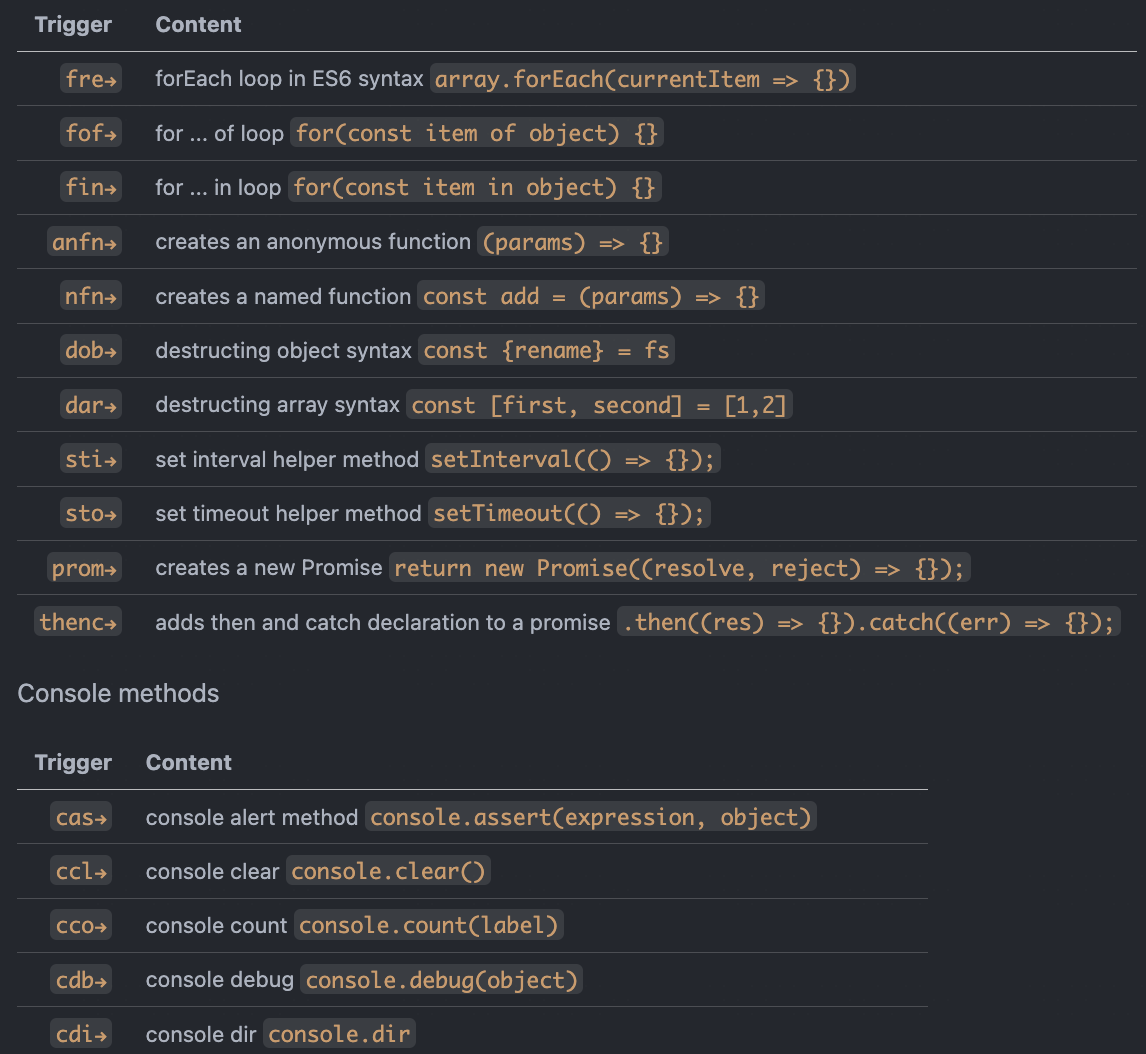 Trigger Content
fre→ forEach loop in ES6 syntax array.forEach(currentItem => {})
fof→ for ... of loop for(const item of object) {}
fin→ for ... in loop for(const item in object) {}
anfn→ creates an anonymous function (params) => {}
nfn→ creates a named function const add = (params) => {}
dob→ destructing object syntax const {rename} = fs
dar→ destructing array syntax const [first, second] = [1,2]
sti→ set interval helper method setInterval(() => {});
sto→ set timeout helper method setTimeout(() => {});
prom→ creates a new Promise return new Promise((resolve, reject) => {});
thenc→ adds then and catch declaration to a promise .then((res) => {}).catch((err) => {});
Console methods
Trigger Content
cas→ console alert method console.assert(expression, object)
ccl→ console clear console.clear()
cco→ console count console.count(label)
cdb→ console debug console.debug(object)
cdi→ console dir console.dir